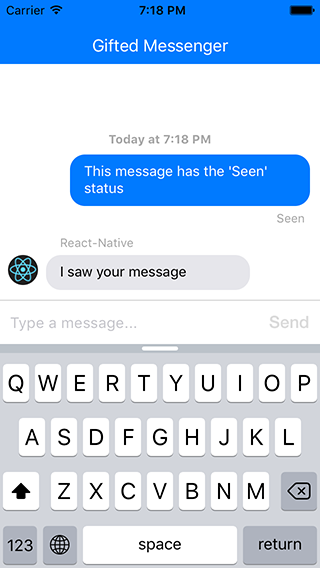 Carrier 7:18 PM
Gifted Messenger
Today at 7:18 PM
This message has the 'Seen'
status
Seen
React-Native
I saw your message
Type a message... Send
Q W E R T Y U I O P
A S D F G H J K L
Z X C V B N M
123 space return